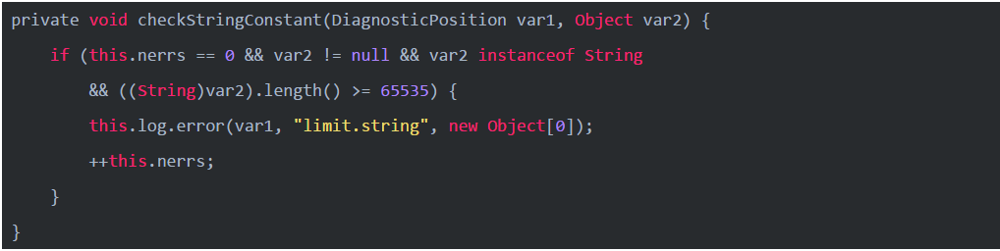 private void checkStringConstant(DiagnosticPosition var1, Object var2) {
    if (this.nerrs == 0 && var2 != null && var2 instanceof String
        && ((String)var2).length() >= 65535) {
        this.log.error(var1, "limit.string", new Object[0]);
        ++this.nerrs;
    }
}